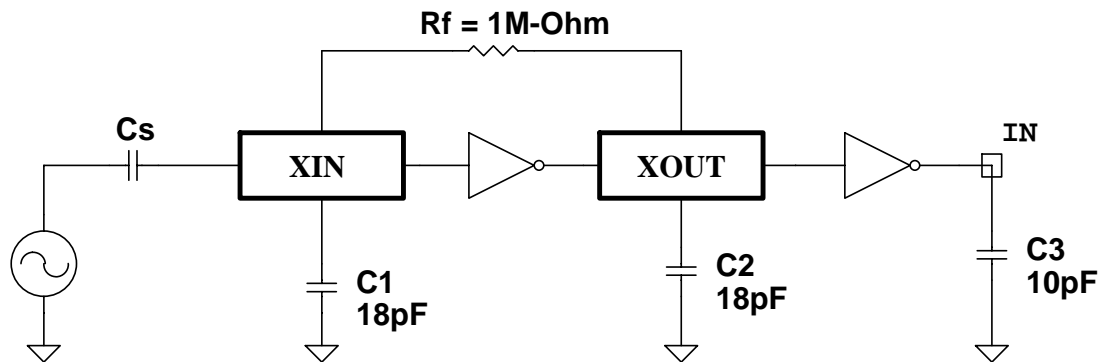 Rf = 1M-Ohm
Cs
XIN
XOUT
IN
C1
18pF
C2
18pF
C3
10pF